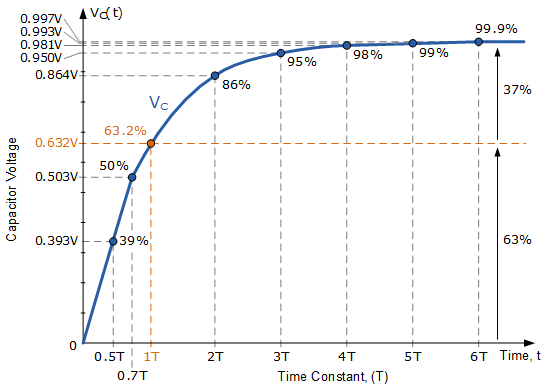 0.997V
0.993V
0.981V
0.950V
0.864V
0.632V
0.503V
0.393V
0
Capacitor Voltage
VC(t)
VC
39%
50%
63.2%
86%
95%
98%
99%
99.9%
37%
63%
0.5T
0.7T
1T
2T
3T
4T
5T
6T
Time, t
Time Constant, (T)